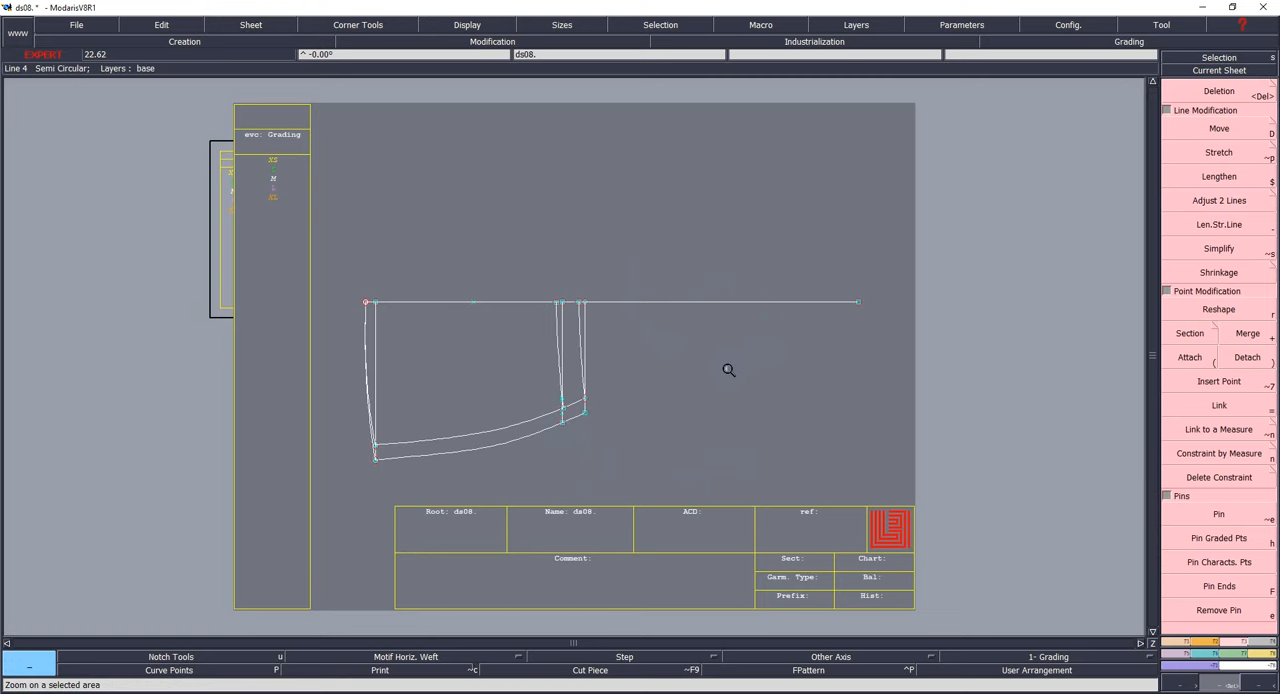 ds08. * - ModarisV8R1
www
File Edit Sheet Corner Tools Display Sizes Selection Macro Layers Parameters Config. Tool ?
Creation Modification Industrialization Grading
EXPERT 22.62 ^ -0.00° ds08.
Line 4 Semi Circular; Layers : base
Selection s
Current Sheet
Deletion <Del>
Line Modification
Move D
Stretch ~p
Lengthen $
Adjust 2 Lines
Len.Str.Line -
Simplify ~s
Shrinkage
Point Modification
Reshape r
Section Merge +
Attach ( Detach )
Insert Point ~7
Link =
Link to a Measure ~n
Constraint by Measure n
Delete Constraint
Pins
Pin ~e
Pin Graded Pts h
Pin Characts. Pts
Pin Ends F
Remove Pin e
evc: Grading
XS
M
L
XL
Root: ds08. Name: ds08. ACD: ref:
Comment: Sect: Chart:
Garm. Type: Bal:
Prefix: Hist:
Z
Notch Tools u Motif Horiz. Weft Step Other Axis 1- Grading
Curve Points P Print ~c Cut Piece ~F9 FPattern ^P User Arrangement
Zoom on a selected area